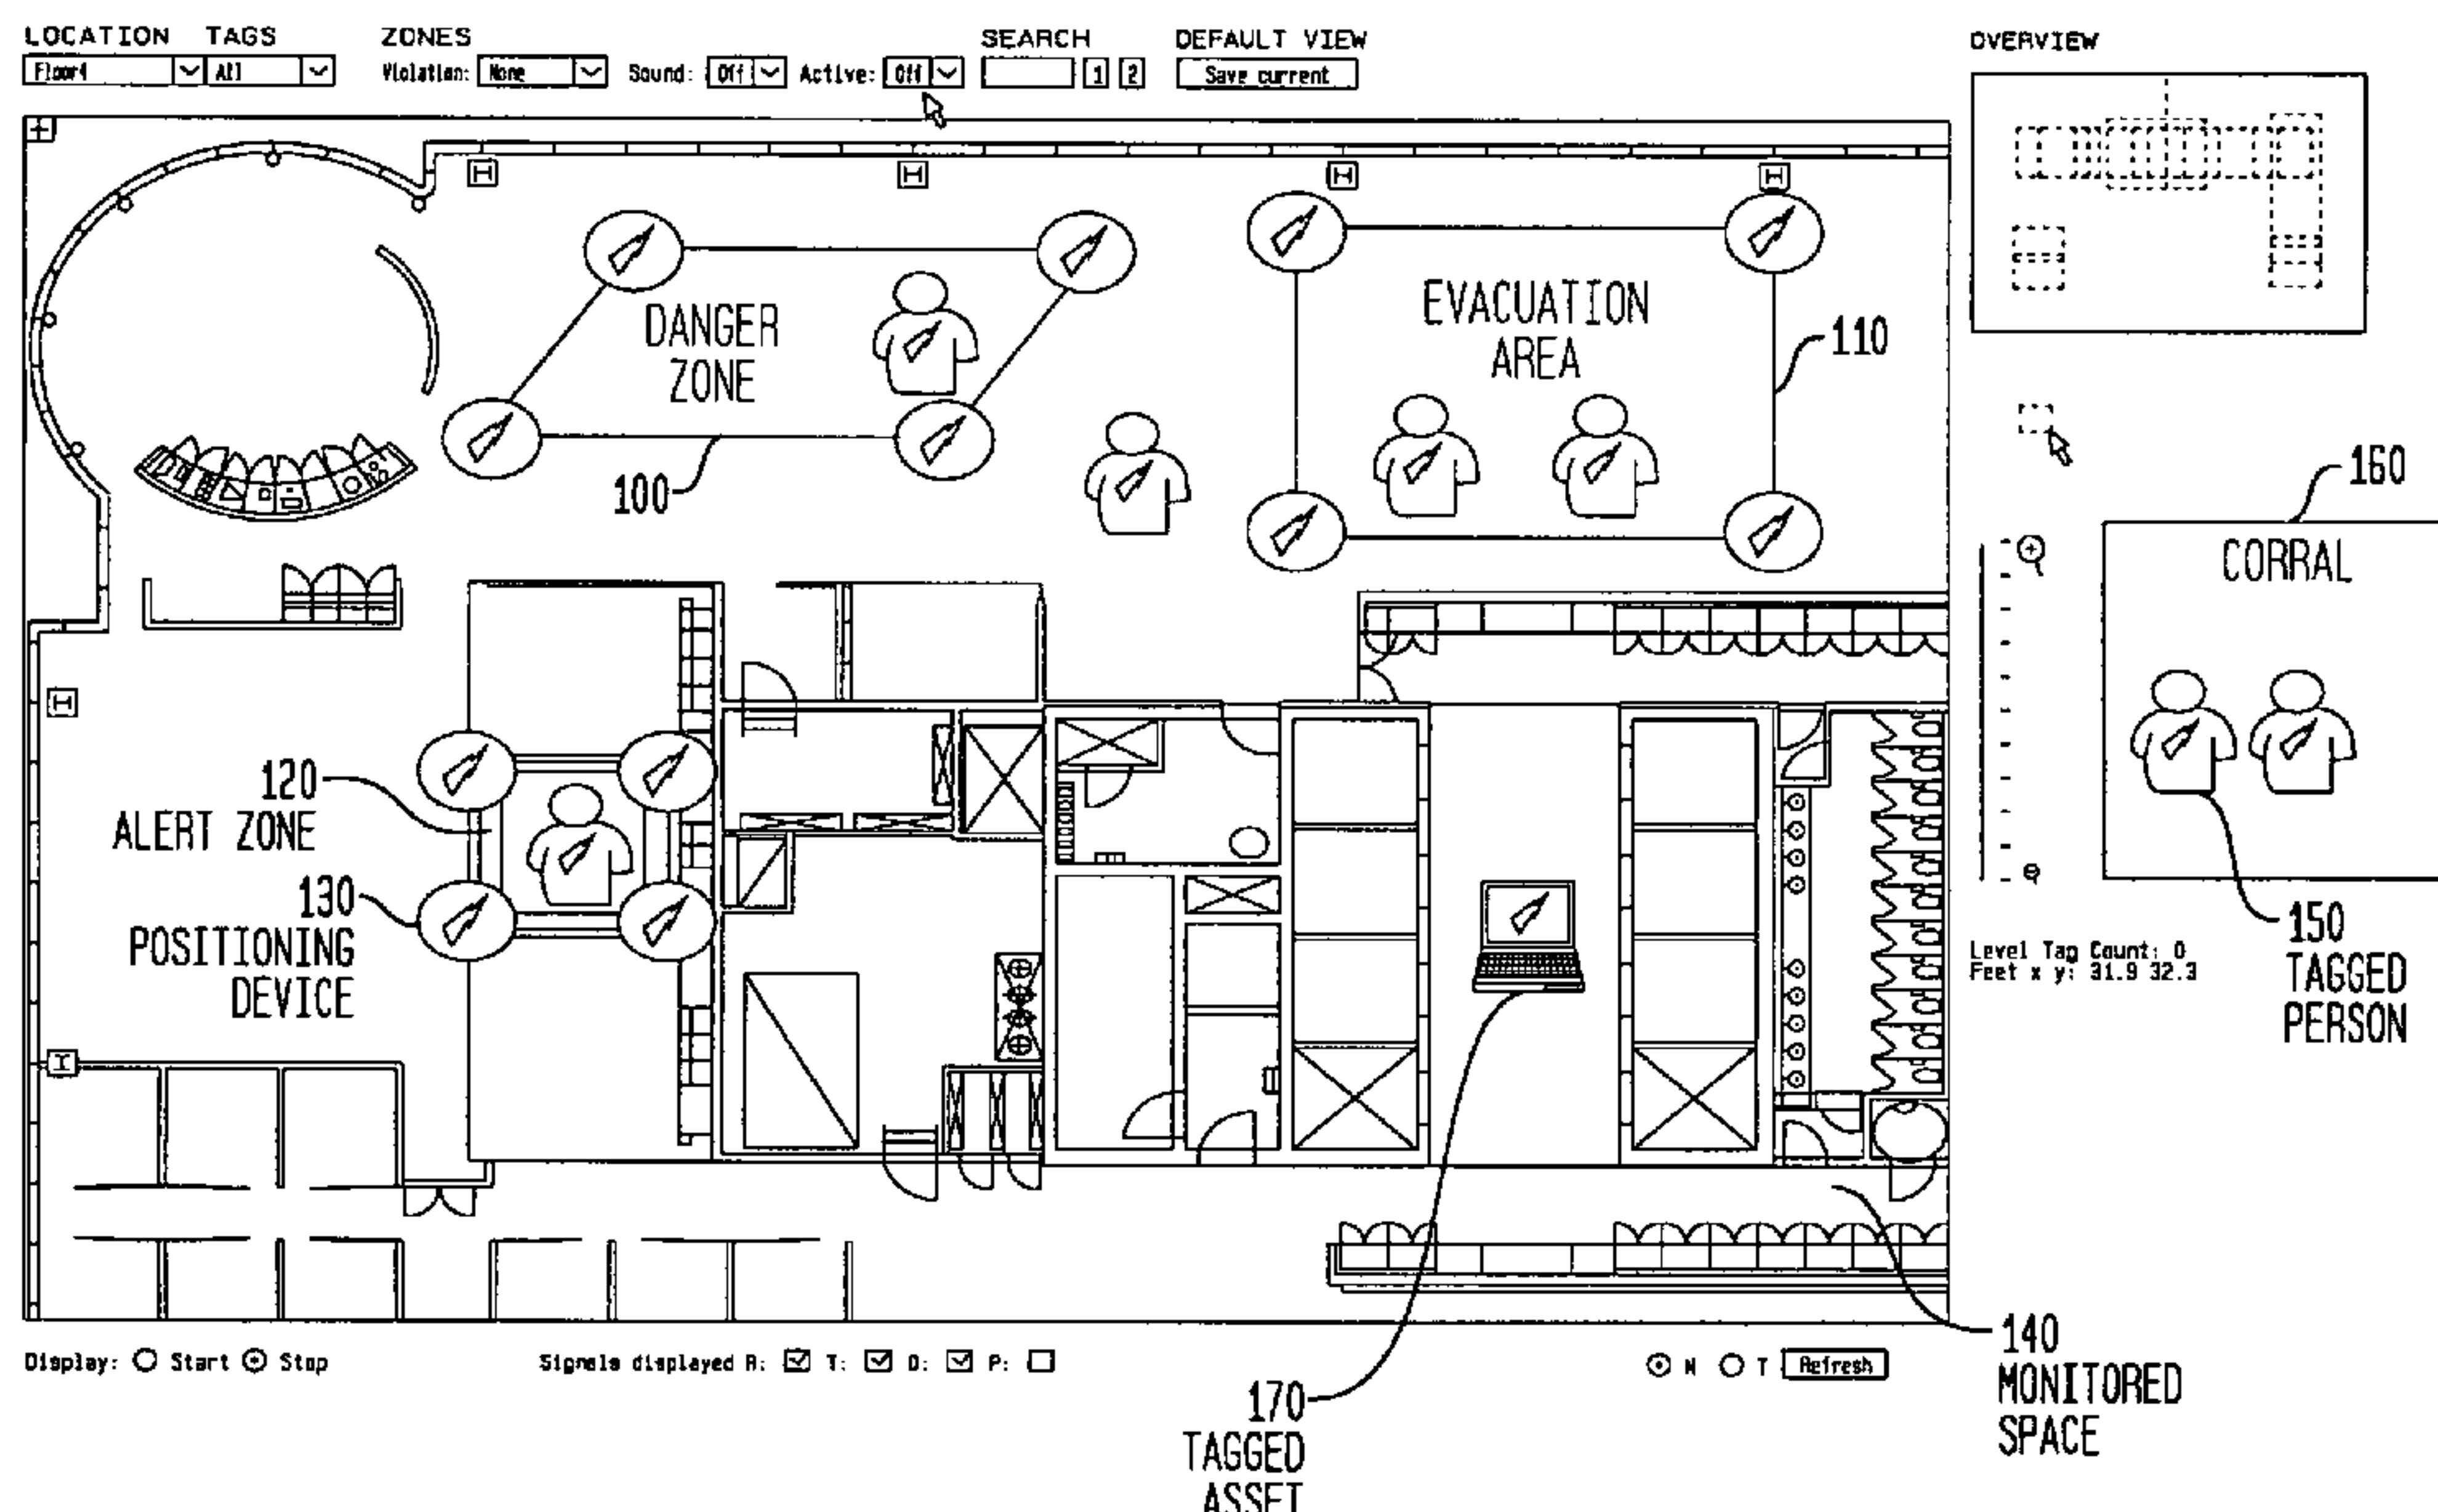 LOCATION TAGS ZONES SEARCH DEFAULT VIEW OVERVIEW
Floor4 All Violation: None Sound: Off Active: Off 1 2 Save current
DANGER
ZONE
EVACUATION
AREA
110
100
160
CORRAL
120
ALERT ZONE
130
POSITIONING
DEVICE
150
TAGGED
PERSON
Level Tag Count: 0
Feet x y: 31.9 32.3
140
MONITORED
SPACE
Display: Start Stop Signals displayed R: T: D: P: N T Refresh
170
TAGGED
ASSET